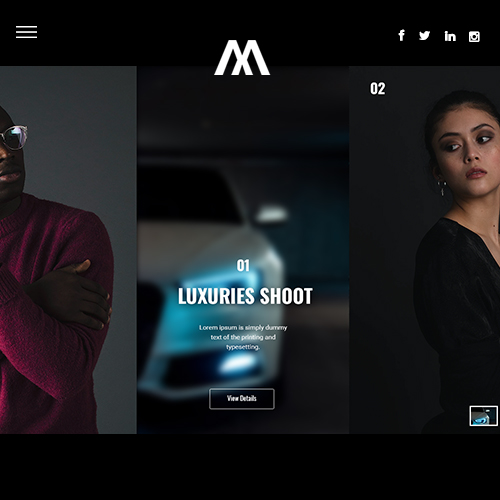 02
01
LUXURIES SHOOT
Lorem ipsum is simply dummy
text of the printing and
typesetting.
View Details